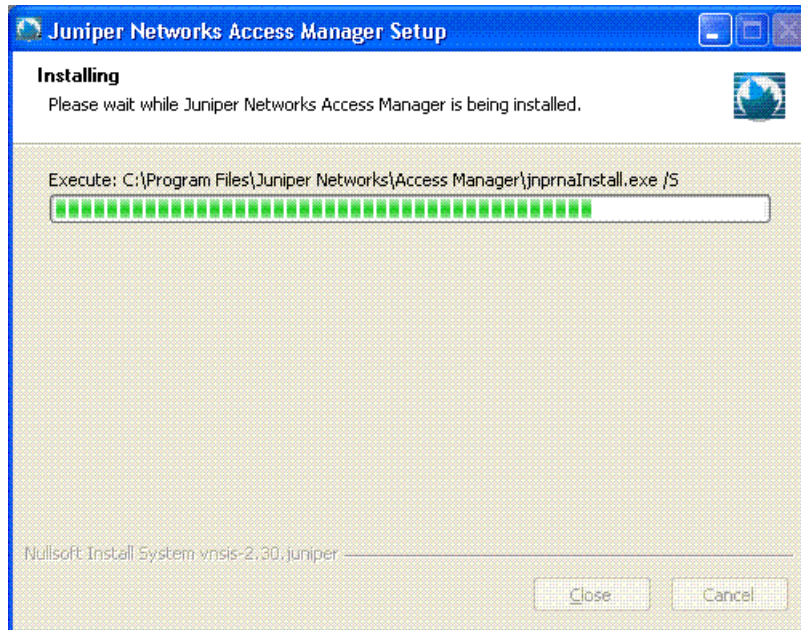 Juniper Networks Access Manager Setup
Installing
Please wait while Juniper Networks Access Manager is being installed.
Execute: C:\Program Files\Juniper Networks\Access Manager\jnprnaInstall.exe /S
Nullsoft Install System vnsis-2.30.juniper
Close
Cancel